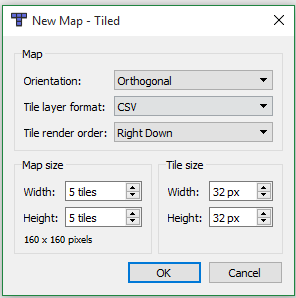 New Map - Tiled
Map
Orientation: Orthogonal
Tile layer format: CSV
Tile render order: Right Down
Map size
Width: 5 tiles
Height: 5 tiles
160 x 160 pixels
Tile size
Width: 32 px
Height: 32 px
OK Cancel